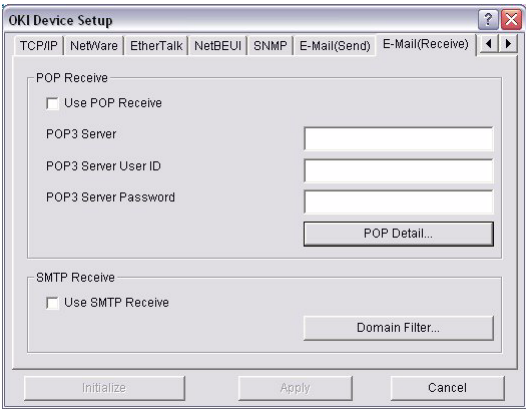 OKI Device Setup
TCP/IP NetWare EtherTalk NetBEUI SNMP E-Mail(Send) E-Mail(Receive)
POP Receive
Use POP Receive
POP3 Server
POP3 Server User ID
POP3 Server Password
POP Detail...
SMTP Receive
Use SMTP Receive
Domain Filter...
Initialize Apply Cancel